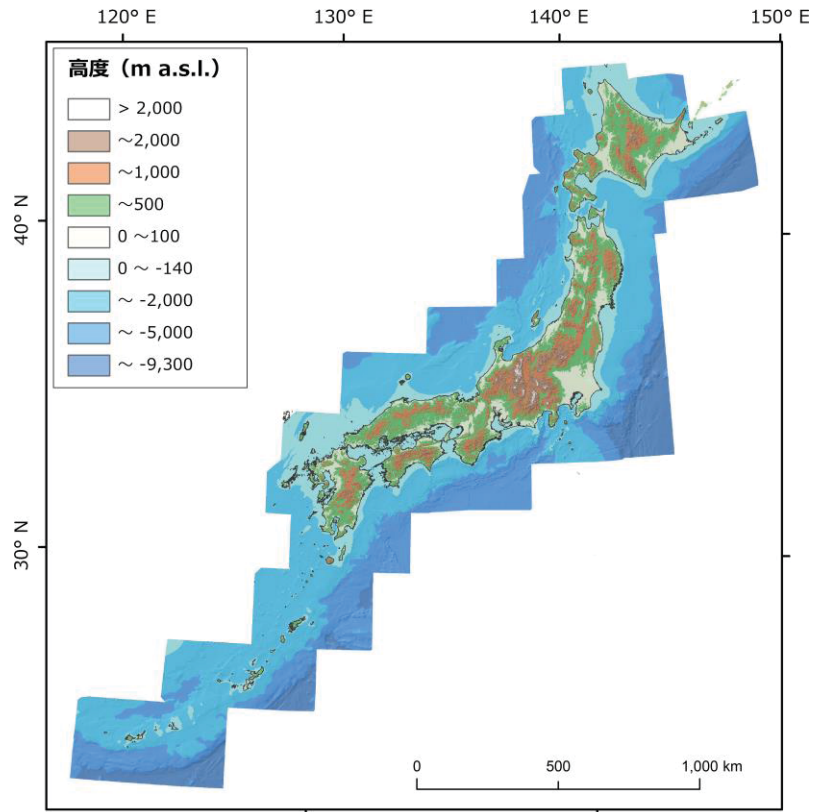 120° E 130° E 140° E 150° E
高度（m a.s.l.）
> 2,000
～2,000
～1,000
～500
0 ～100
0 ～ -140
～ -2,000
～ -5,000
～ -9,300
40° N
30° N
0 500 1,000 km